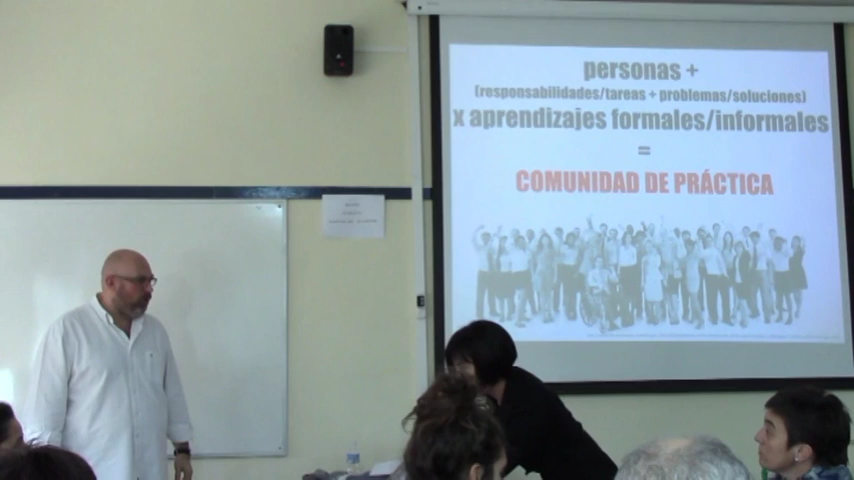 personas +
(responsabilidades/tareas + problemas/soluciones)
x aprendizajes formales/informales
=
COMUNIDAD DE PRÁCTICA